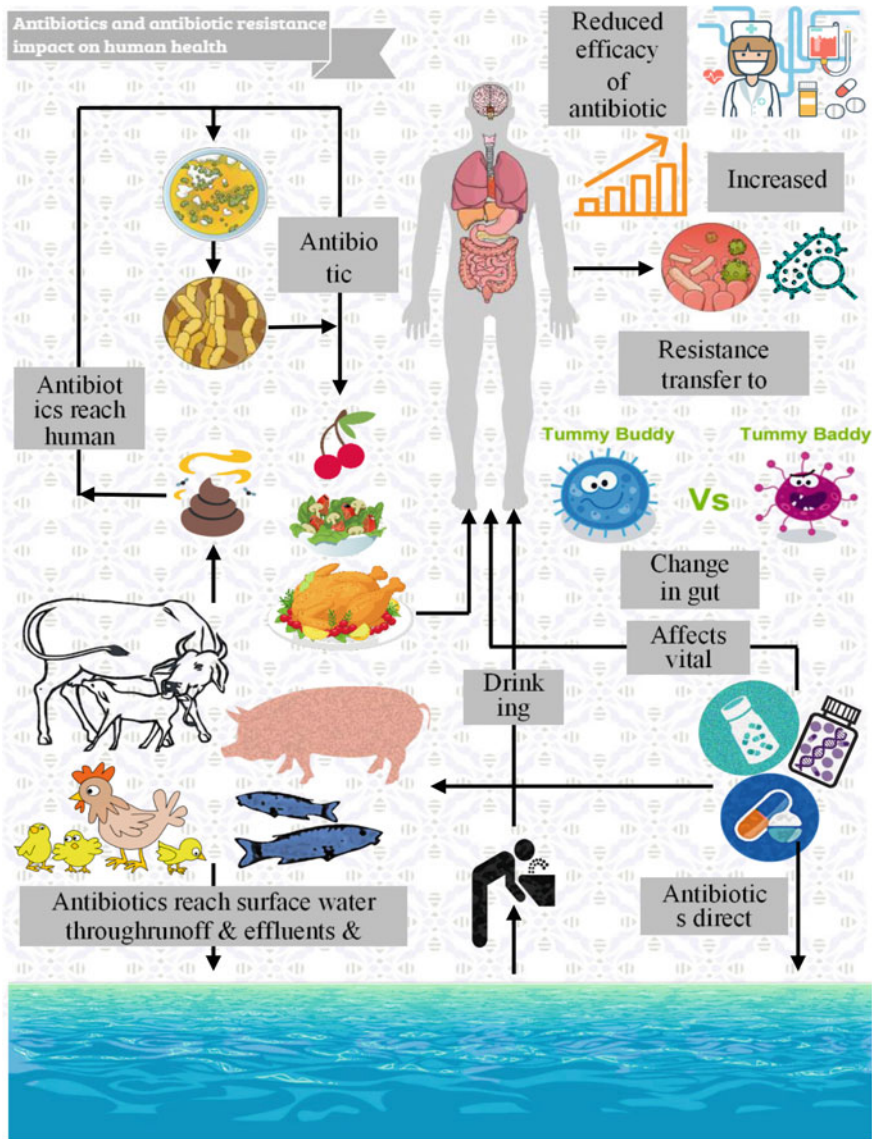 Antibiotics and antibiotic resistance
impact on human health
Reduced
efficacy
of
antibiotic
Increased
Antibio
tic
Resistance
transfer to
Antibiot
ics reach
human
Tummy Buddy
Vs
Tummy Baddy
Change
in gut
Affects
vital
Drink
ing
Antibiotics reach surface water
throughrunoff & effluents &
Antibiotic
s direct